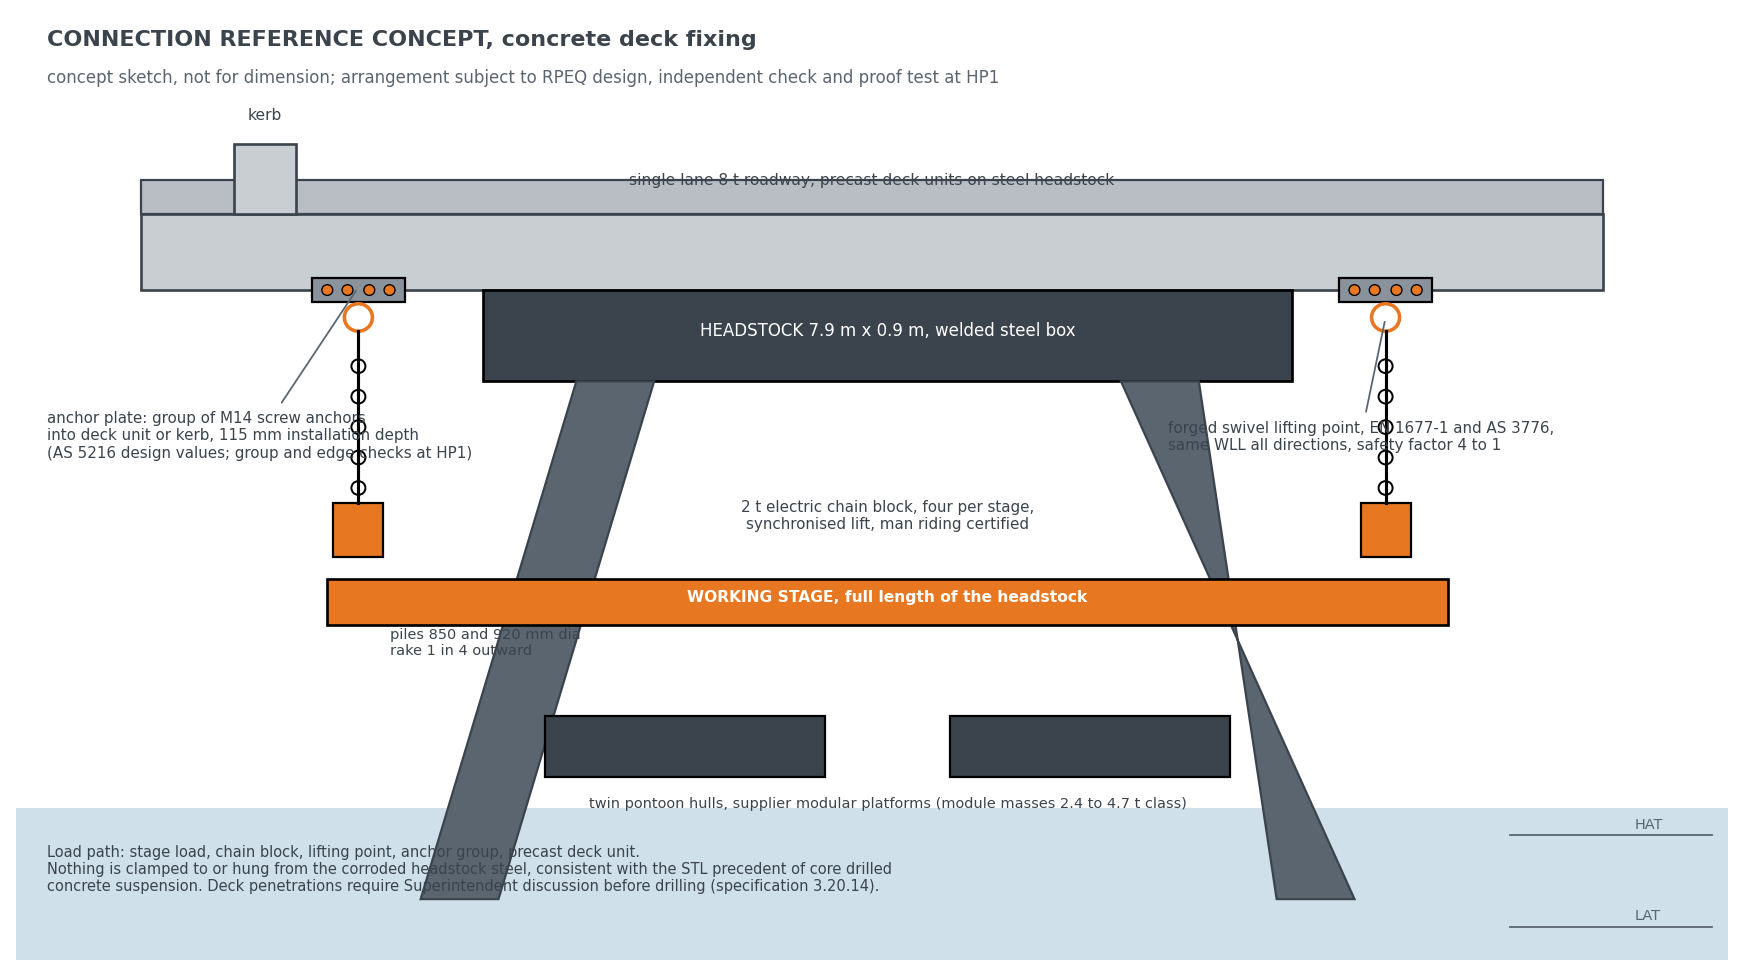 CONNECTION REFERENCE CONCEPT, concrete deck fixing
concept sketch, not for dimension; arrangement subject to RPEQ design, independent check and proof test at HP1
kerb
single lane 8 t roadway, precast deck units on steel headstock
HEADSTOCK 7.9 m x 0.9 m, welded steel box
anchor plate: group of M14 screw anchors
into deck unit or kerb, 115 mm installation depth
(AS 5216 design values; group and edge checks at HP1)
forged swivel lifting point, EN 1677-1 and AS 3776,
same WLL all directions, safety factor 4 to 1
2 t electric chain block, four per stage,
synchronised lift, man riding certified
WORKING STAGE, full length of the headstock
piles 850 and 920 mm dia
rake 1 in 4 outward
twin pontoon hulls, supplier modular platforms (module masses 2.4 to 4.7 t class)
HAT
Load path: stage load, chain block, lifting point, anchor group, precast deck unit.
Nothing is clamped to or hung from the corroded headstock steel, consistent with the STL precedent of core drilled
concrete suspension. Deck penetrations require Superintendent discussion before drilling (specification 3.20.14).
LAT